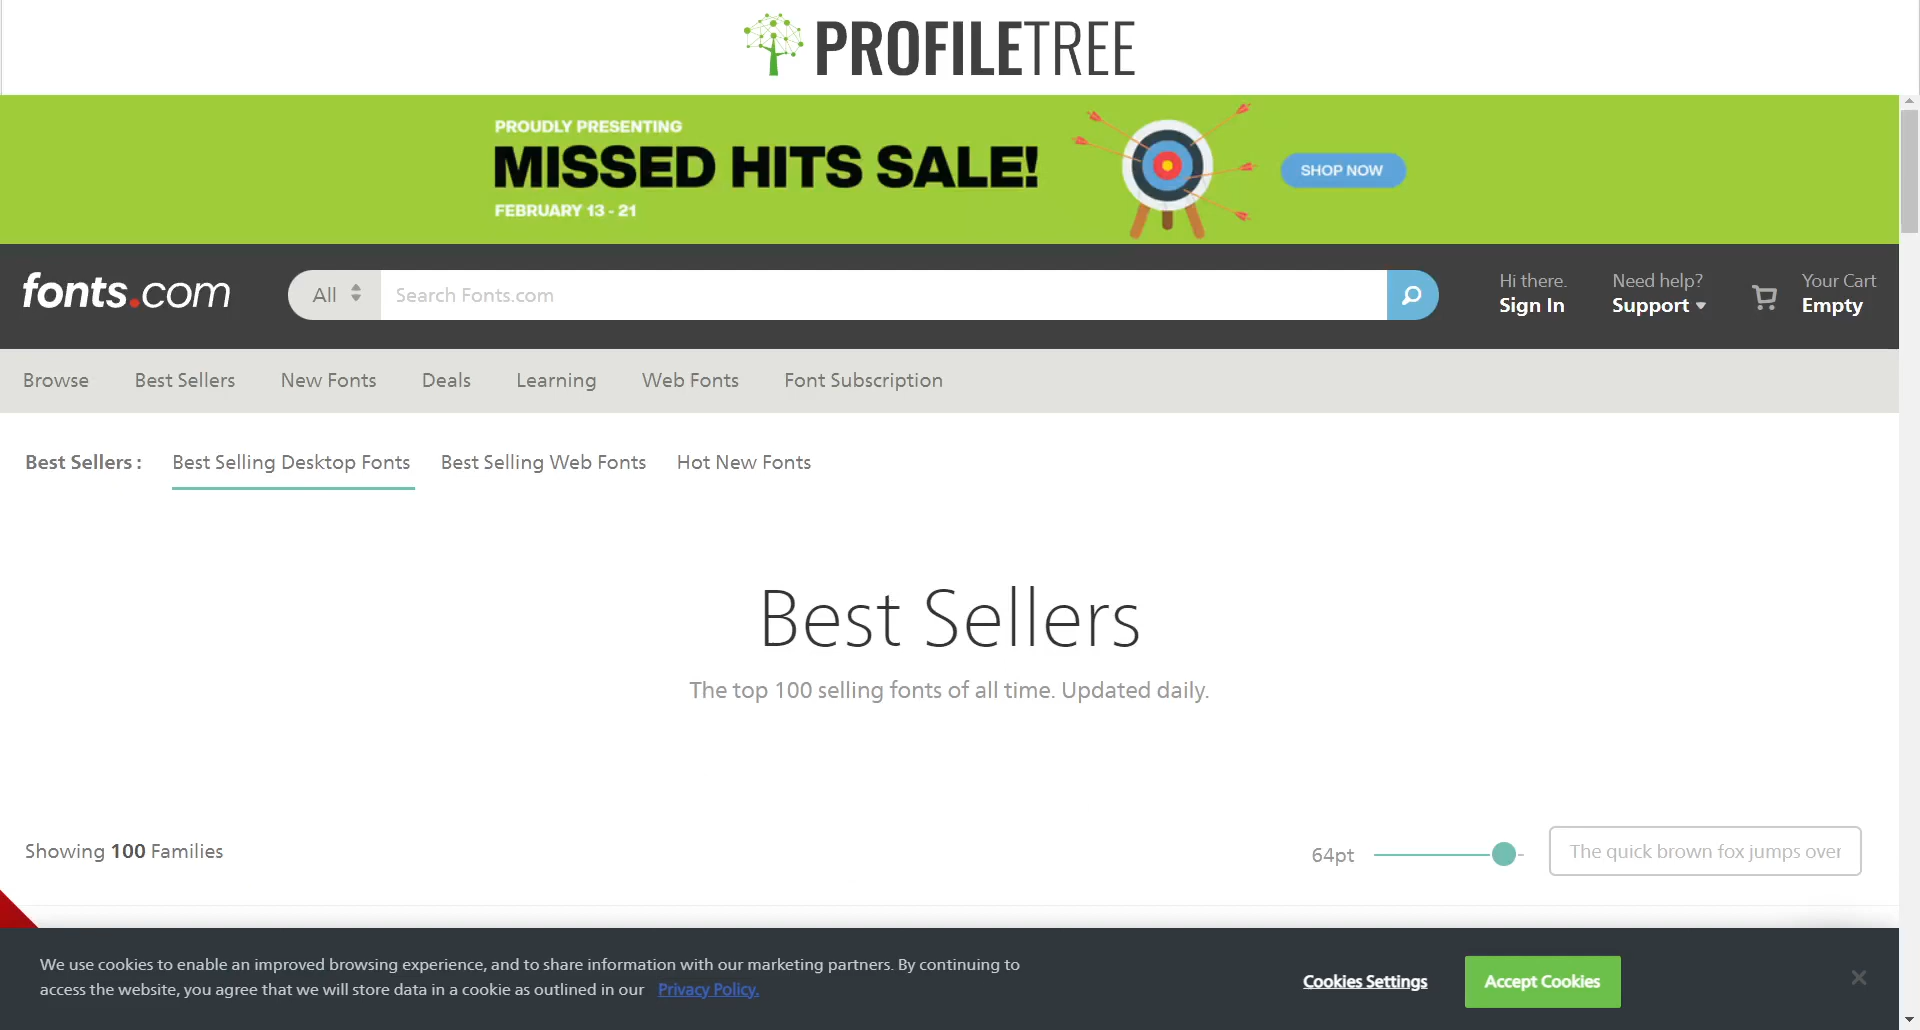 PROFILETREE
PROUDLY PRESENTING
MISSED HITS SALE!
FEBRUARY 13 - 21
SHOP NOW
fonts.com
All
Search Fonts.com
Hi there.
Sign In
Need help?
Support
Your Cart
Empty
Browse
Best Sellers
New Fonts
Deals
Learning
Web Fonts
Font Subscription
Best Sellers :
Best Selling Desktop Fonts
Best Selling Web Fonts
Hot New Fonts
Best Sellers
The top 100 selling fonts of all time. Updated daily.
Showing 100 Families
64pt
The quick brown fox jumps over
We use cookies to enable an improved browsing experience, and to share information with our marketing partners. By continuing to
access the website, you agree that we will store data in a cookie as outlined in our Privacy Policy.
Cookies Settings
Accept Cookies